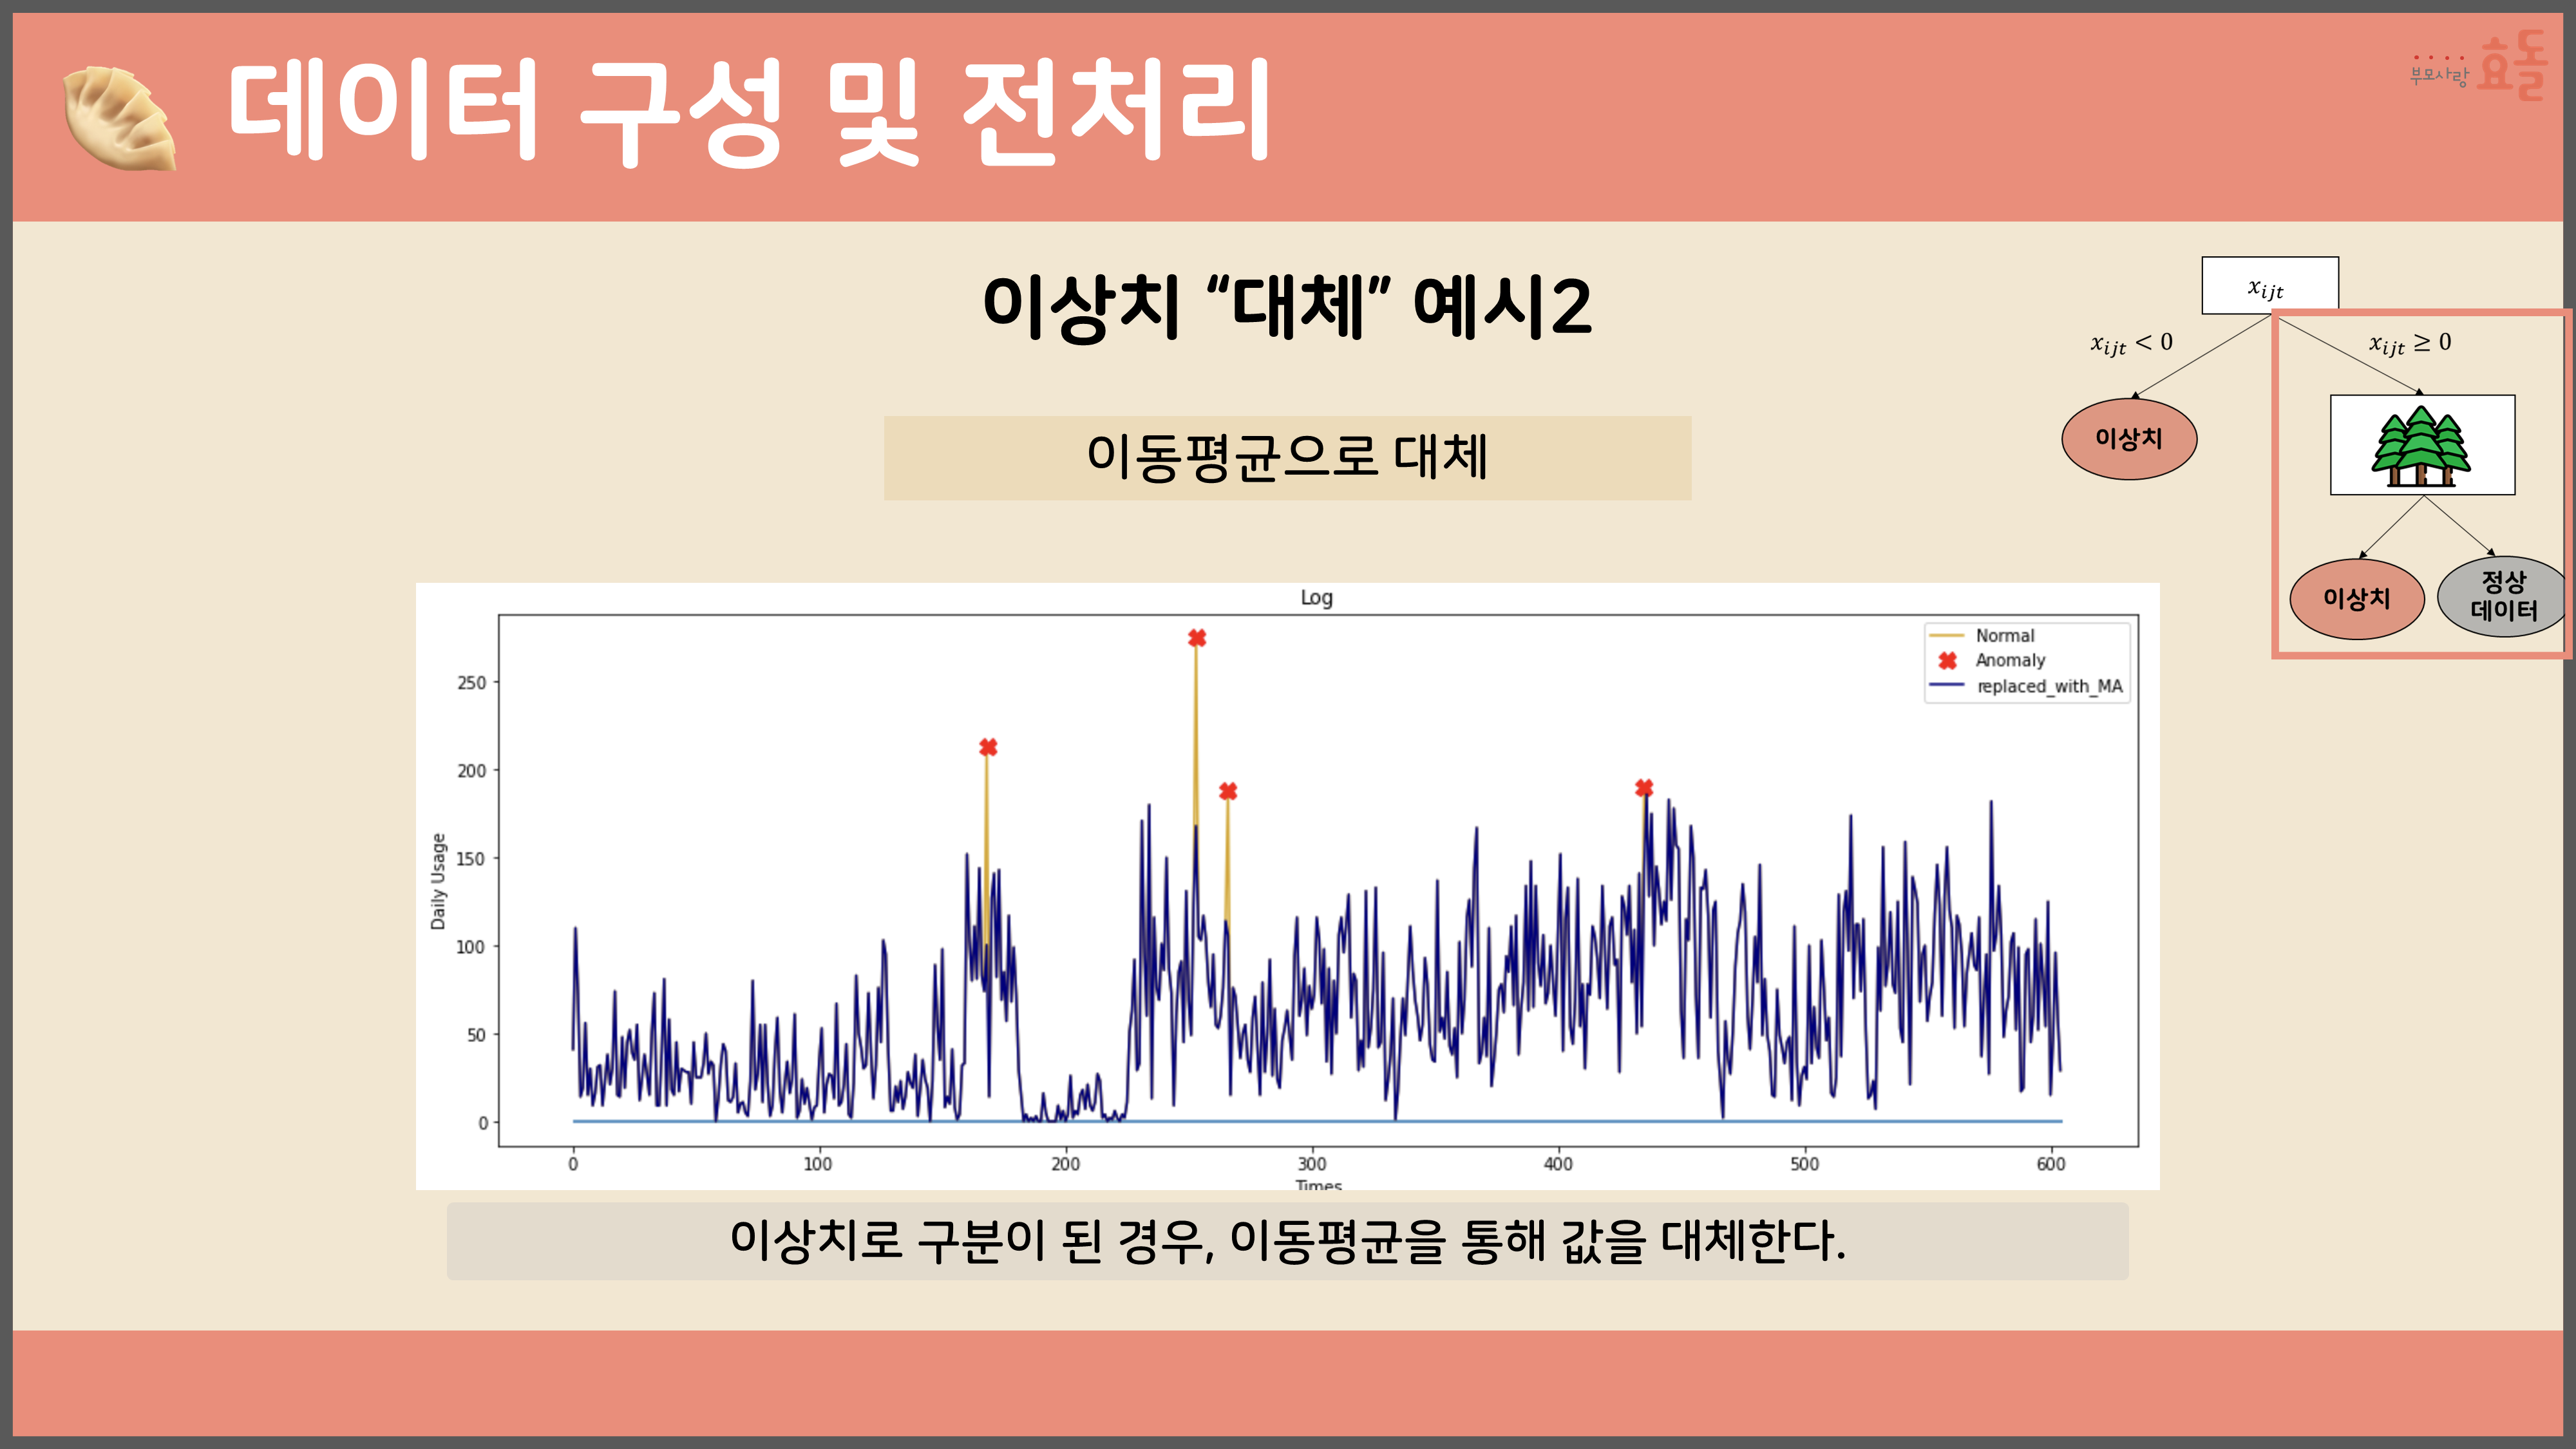 데이터 구성 및 전처리
부모사랑 효돌
이상치 “대체” 예시2
이동평균으로 대체
x_{ijt}
x_{ijt} < 0
x_{ijt} ≥ 0
이상치
이상치
정상
데이터
Log
Normal
Anomaly
replaced_with_MA
Daily Usage
250
200
150
100
50
0
0 100 200 300 400 500 600
Times
이상치로 구분이 된 경우, 이동평균을 통해 값을 대체한다.